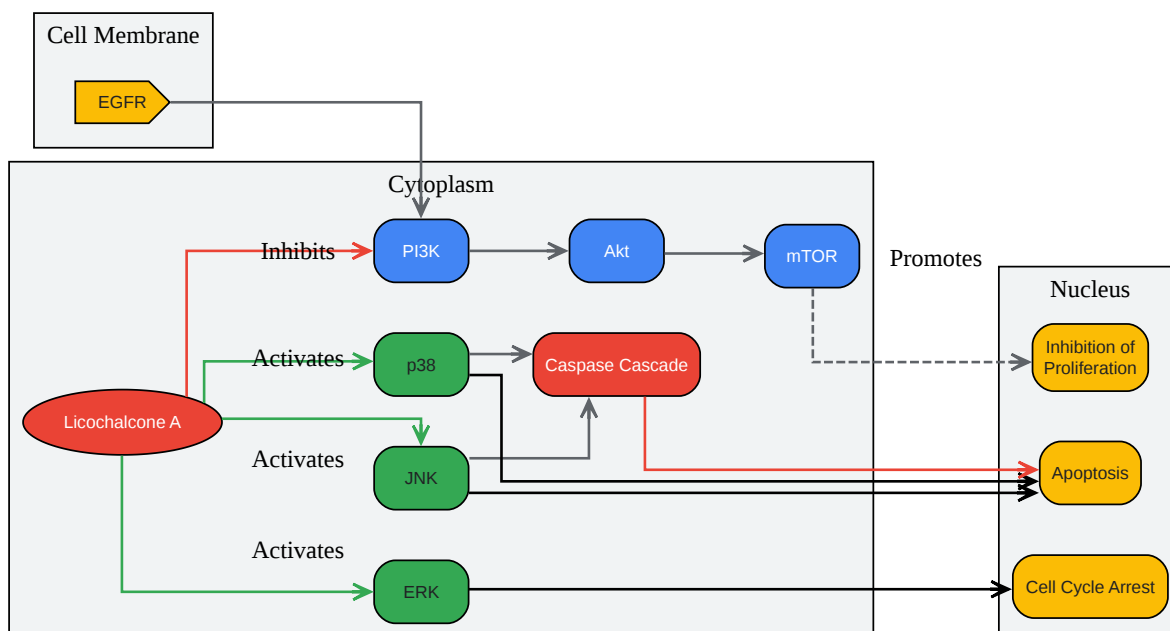 Cell Membrane
EGFR
Cytoplasm
Inhibits
PI3K
Akt
mTOR
Promotes
Nucleus
Activates
p38
Caspase Cascade
Inhibition of
Proliferation
Licochalcone A
Activates
JNK
Apoptosis
Activates
ERK
Cell Cycle Arrest